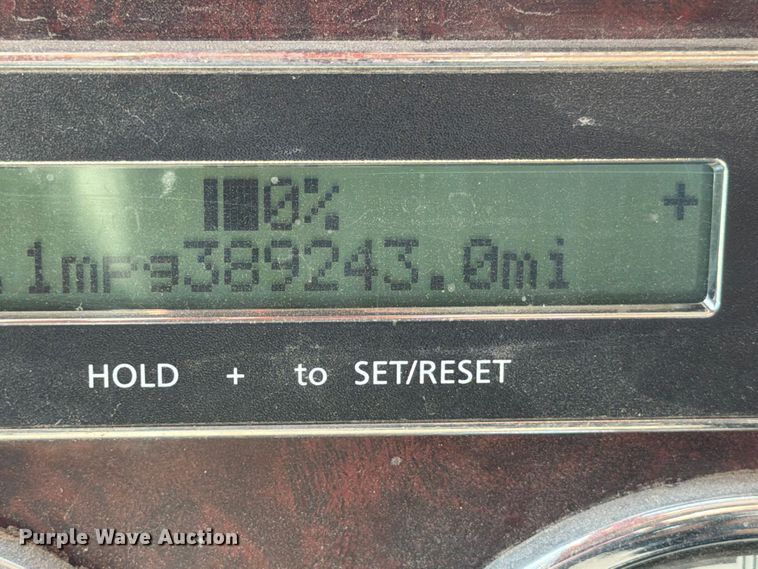 0% +
.1mpg389243.0mi
HOLD + to SET/RESET
Purple Wave Auction